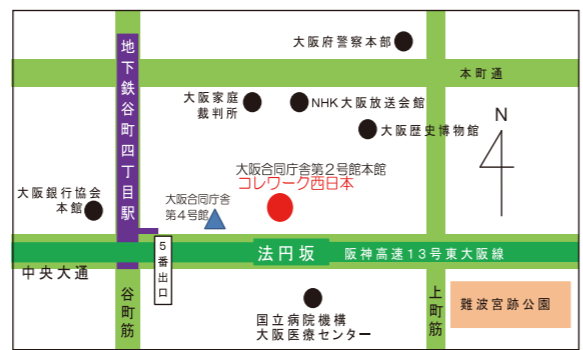 大阪府警察本部
地下鉄谷町四丁目駅
本町通
大阪家庭
裁判所
NHK大阪放送会館
大阪歴史博物館
N
大阪合同庁舎第2号館本館
コレワーク西日本
大阪銀行協会
本館
大阪合同庁舎
第4号館
5番出口
法円坂
阪神高速13号東大阪線
中央大通
谷町筋
国立病院機構
大阪医療センター
上町筋
難波宮跡公園